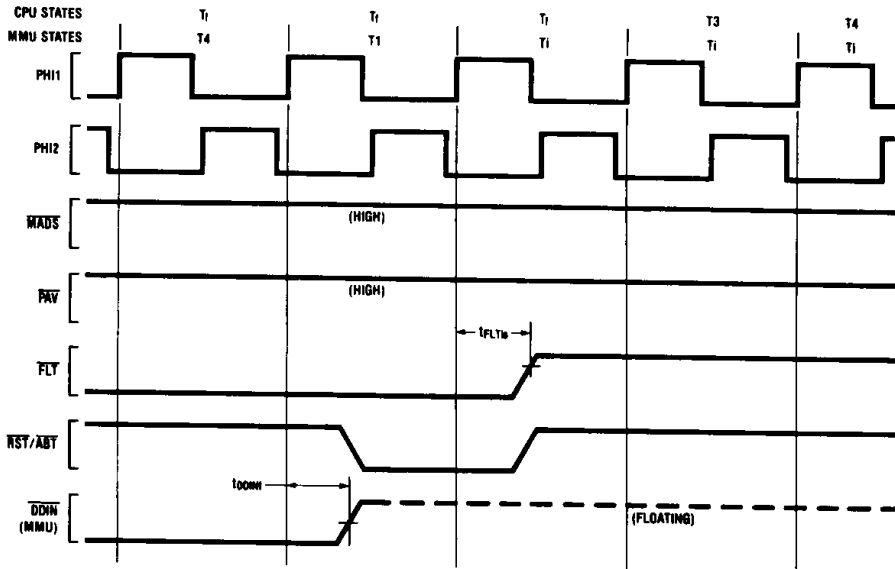 CPU STATES Tf Tf Tf T3 T4
MMU STATES T4 T1 Ti Ti Ti
PHI1
PHI2
MADS (HIGH)
PAV (HIGH)
tFLTIs
FLT
RST/ABT
tDDINH
DDIN
(MMU)
(FLOATING)